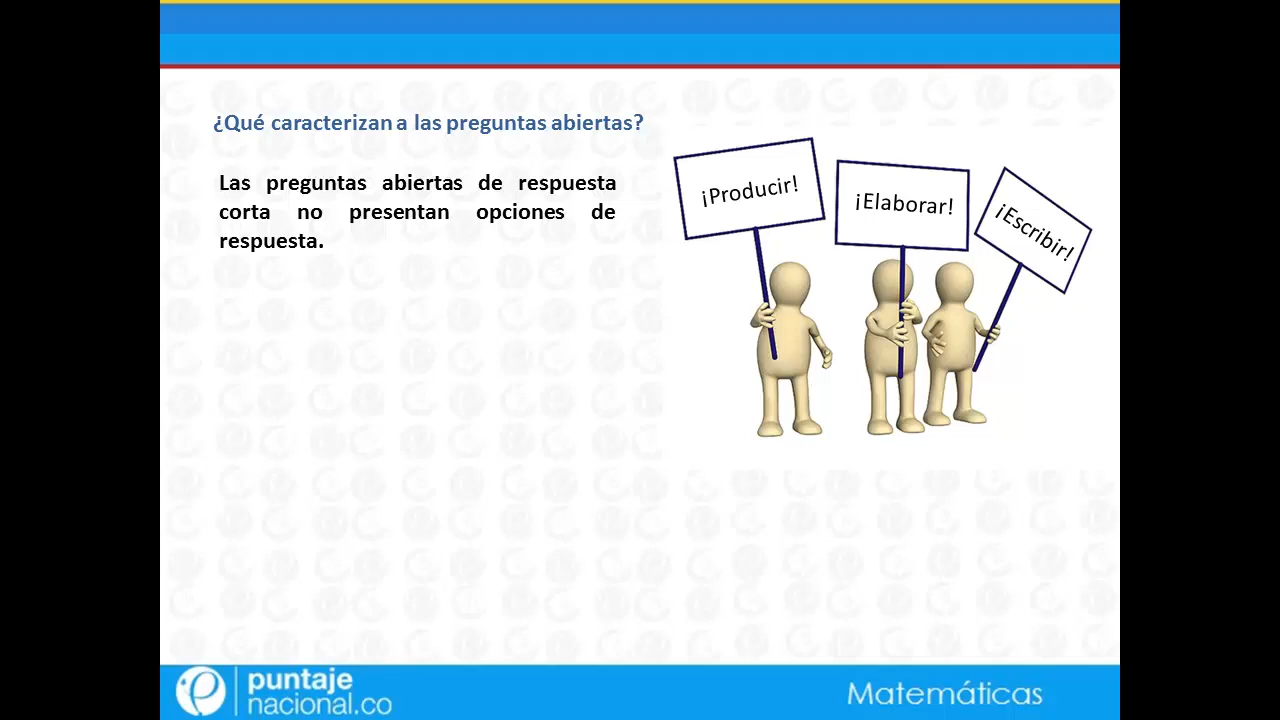 ¿Qué caracterizan a las preguntas abiertas?
Las preguntas abiertas de respuesta
corta no presentan opciones de
respuesta.
¡Producir!
¡Elaborar!
¡Escribir!
puntaje
nacional.co
Matemáticas